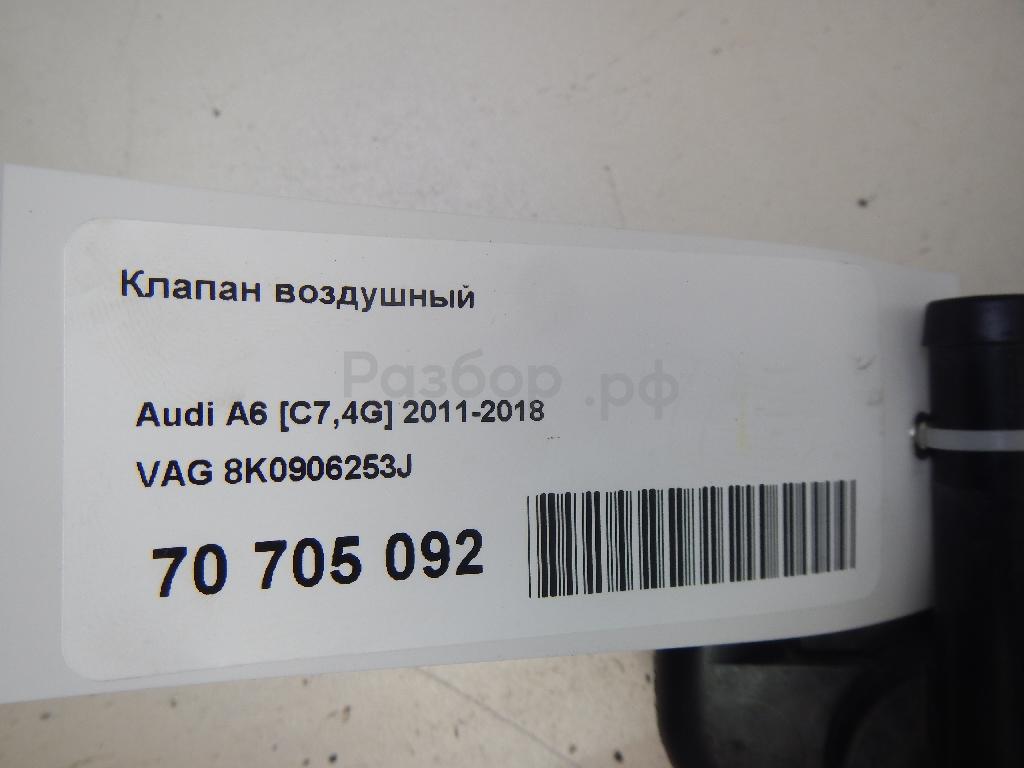 Клапан воздушный
Разбор.рф
Audi A6 [C7,4G] 2011-2018
VAG 8K0906253J
70 705 092